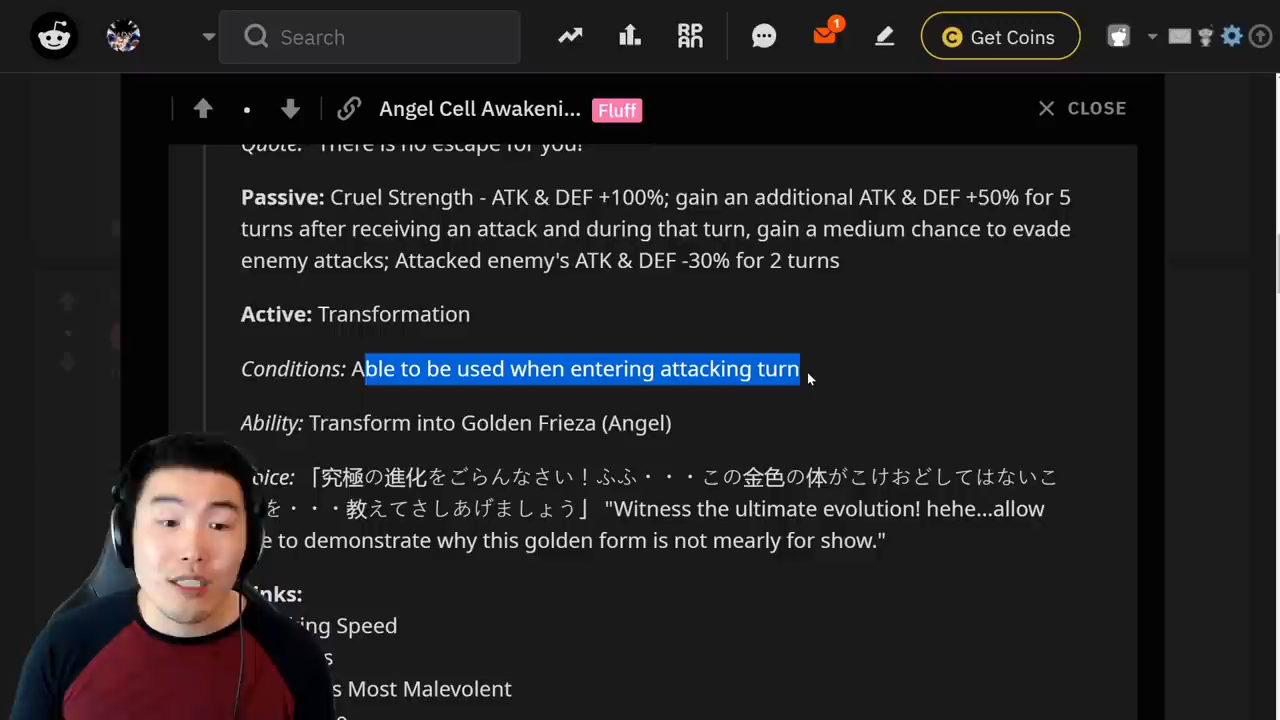 Search
RPAN
1
C Get Coins
Angel Cell Awakeni... Fluff
CLOSE
Quote: "There is no escape for you!
Passive: Cruel Strength - ATK & DEF +100%; gain an additional ATK & DEF +50% for 5
turns after receiving an attack and during that turn, gain a medium chance to evade
enemy attacks; Attacked enemy's ATK & DEF -30% for 2 turns
Active: Transformation
Conditions: Able to be used when entering attacking turn
Ability: Transform into Golden Frieza (Angel)
oice: 「究極の進化をごらんなさい！ふふ・・・この金色の体がこけおどしてはないこ
を・・・教えてさしあげましょう」 "Witness the ultimate evolution! hehe...allow
e to demonstrate why this golden form is not mearly for show."
inks:
ing Speed
s
s Most Malevolent